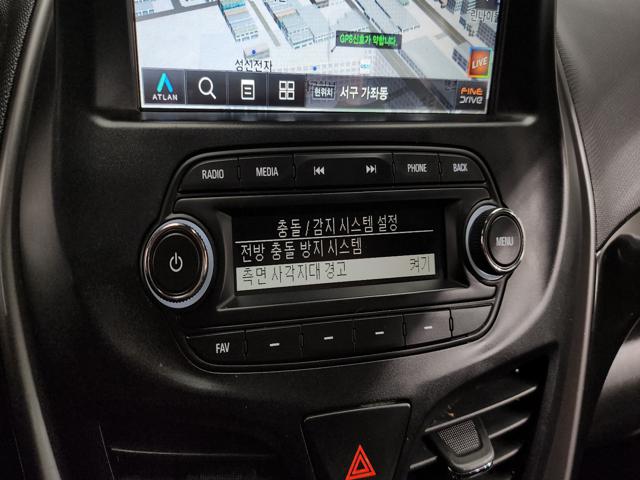 린나이
GPS신호가 약합니다.
성신전자
LIVE
ATLAN
현위치 서구 가좌동
FINE
DRIVE
RADIO MEDIA PHONE BACK
충돌 / 감지 시스템 설정
전방 충돌 방지 시스템
측면 사각지대 경고 켜기
MENU
FAV